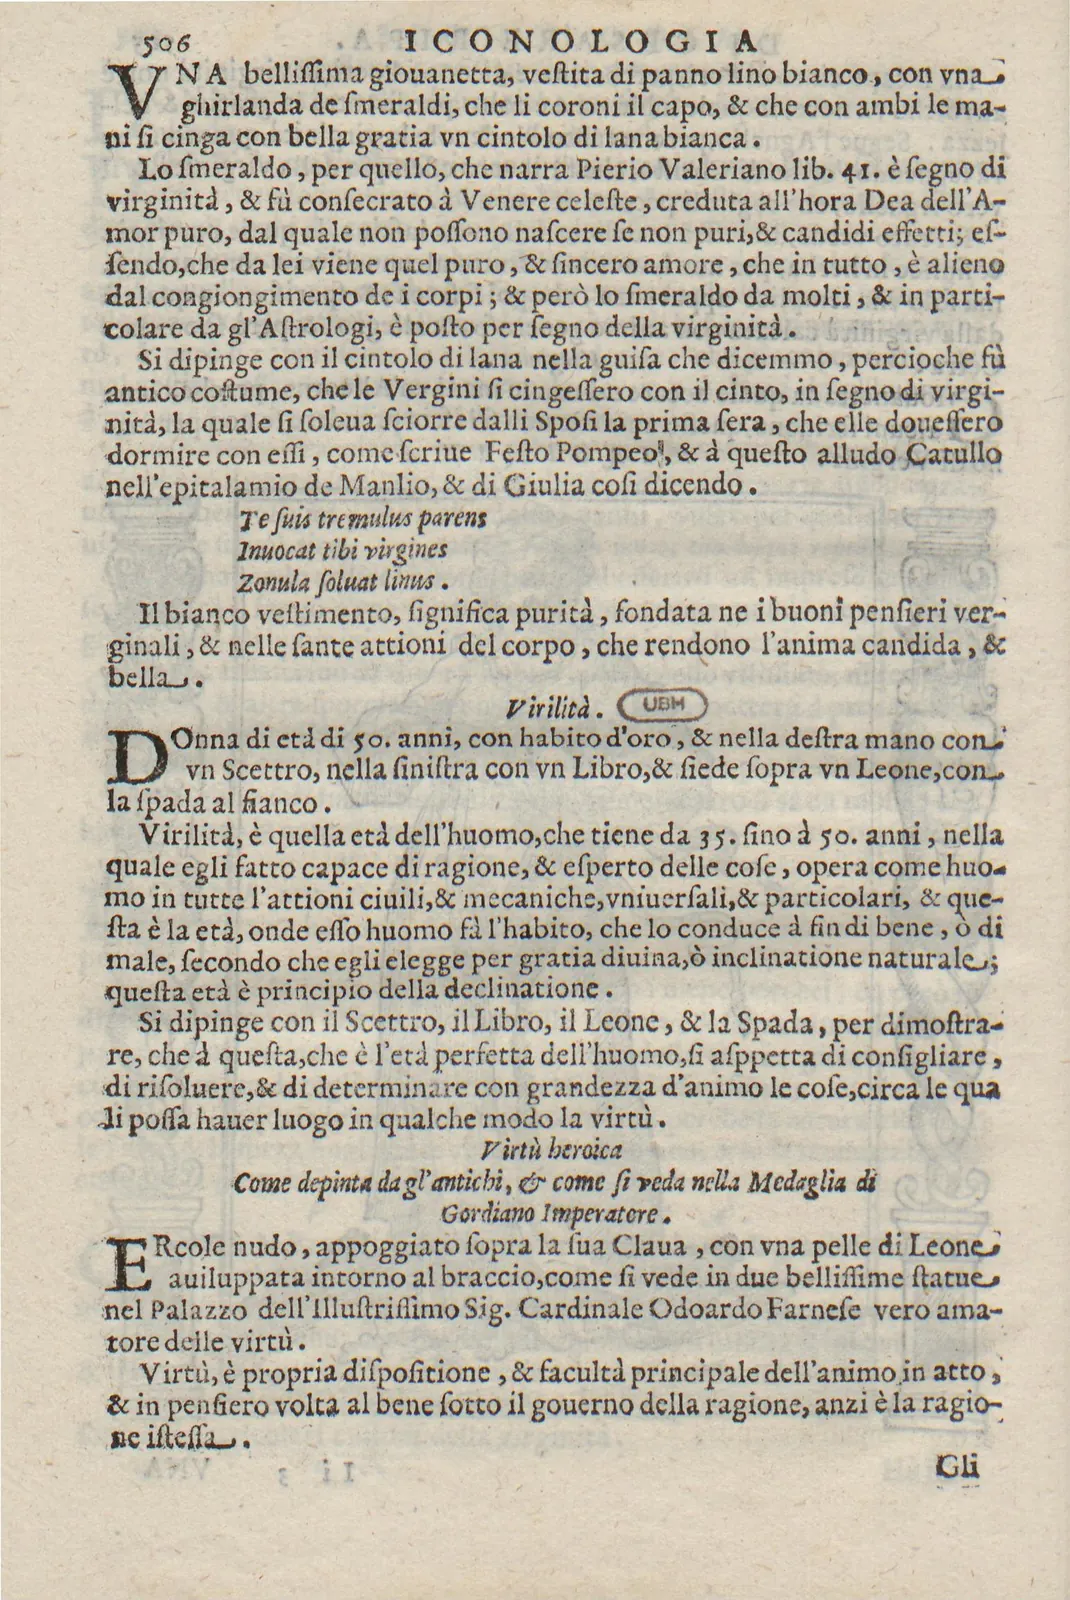 506 ICONOLOGIA
VNA bellissima giouanetta, vestita di panno lino bianco, con vna
ghirlanda de smeraldi, che li coroni il capo, & che con ambi le ma-
ni si cinga con bella gratia vn cintolo di lana bianca.
Lo smeraldo, per quello, che narra Pierio Valeriano lib. 41. è segno di
virginità, & fù consecrato à Venere celeste, creduta all'hora Dea dell'A-
mor puro, dal quale non possono nascere se non puri, & candidi effetti; es-
sendo, che da lei viene quel puro, & sincero amore, che in tutto, è alieno
dal congiongimento de i corpi; & però lo smeraldo da molti, & in parti-
colare da gl'Astrologi, è posto per segno della virginità.
Si dipinge con il cintolo di lana nella guisa che dicemmo, percioche fù
antico costume, che le Vergini si cingessero con il cinto, in segno di virgi-
nità, la quale si soleua sciorre dalli Sposi la prima sera, che elle douessero
dormire con essi, come scriue Festo Pompeo, & à questo alludo Catullo
nell'epitalamio de Manlio, & di Giulia cosi dicendo.
Te suis tremulus parens
Inuocat tibi virgines
Zonula soluat linus.
Il bianco vestimento, significa purità, fondata ne i buoni pensieri ver-
ginali, & nelle sante attioni del corpo, che rendono l'anima candida, &
bella.
Virilità. UBH
DOnna di età di 50. anni, con habito d'oro, & nella destra mano con
vn Scettro, nella sinistra con vn Libro, & siede sopra vn Leone, con
la spada al fianco.
Virilità, è quella età dell'huomo, che tiene da 35. sino à 50. anni, nella
quale egli fatto capace di ragione, & esperto delle cose, opera come huo-
mo in tutte l'attioni ciuili, & mecaniche, vniuersali, & particolari, & que-
sta è la età, onde esso huomo fà l'habito, che lo conduce à fin di bene, ò di
male, secondo che egli elegge per gratia diuina, ò inclinatione naturale;
questa età è principio della declinatione.
Si dipinge con il Scettro, il Libro, il Leone, & la Spada, per dimostra-
re, che à questa, che è l'età perfetta dell'huomo, si asppetta di consigliare,
di risoluere, & di determinare con grandezza d'animo le cose, circa le qua
li possa hauer luogo in qualche modo la virtù.
Virtù heroica
Come depinta da gl'antichi, & come si veda nella Medaglia di
Gordiano Imperatore.
ERcole nudo, appoggiato sopra la sua Claua, con vna pelle di Leone
auiluppata intorno al braccio, come si vede in due bellissime statue
nel Palazzo dell'Illustrissimo Sig. Cardinale Odoardo Farnese vero ama-
tore delle virtù.
Virtù, è propria dispositione, & facultà principale dell'animo in atto,
& in pensiero volta al bene sotto il gouerno della ragione, anzi è la ragio-
ne istessa.
Gli